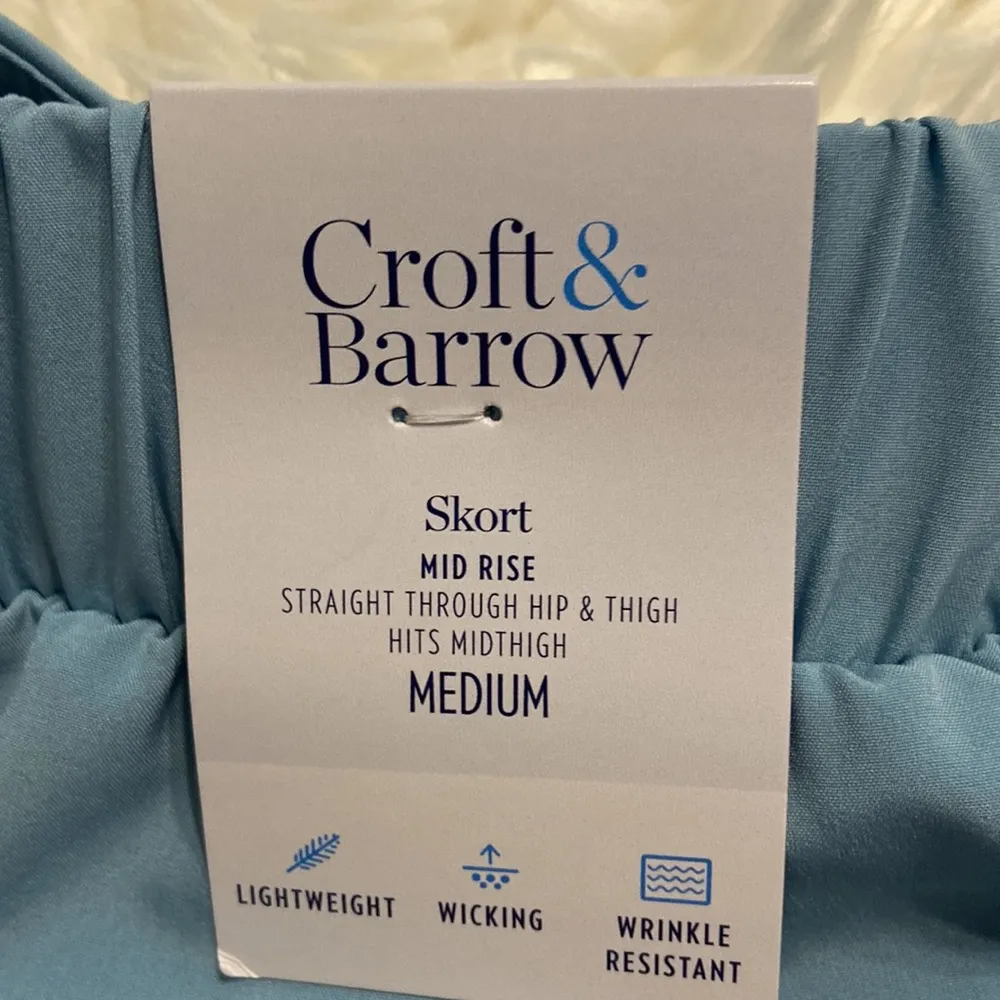 Croft &
Barrow
Skort
MID RISE
STRAIGHT THROUGH HIP & THIGH
HITS MIDTHIGH
MEDIUM
LIGHTWEIGHT
WICKING
WRINKLE
RESISTANT